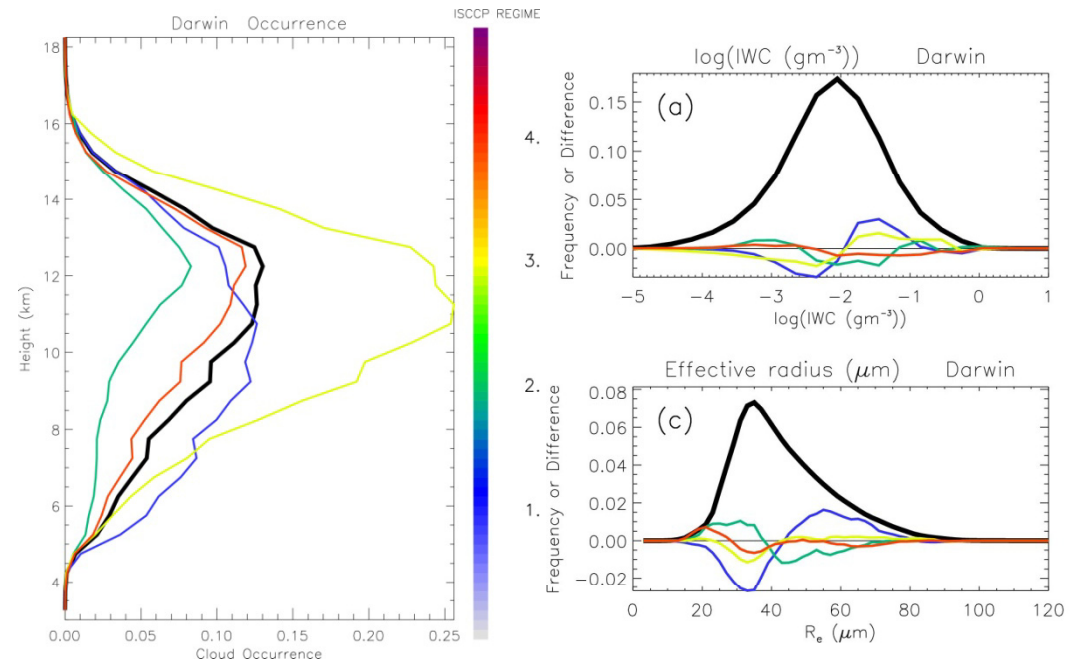 ISCCP REGIME
Darwin Occurrence
18
16
14
12
10
8
6
4
Height (km)
0.00 0.05 0.10 0.15 0.20 0.25
Cloud Occurrence
4.
3.
2.
1.
log(IWC (gm⁻³)) Darwin
(a)
Frequency or Difference
0.15
0.10
0.05
0.00
−5 −4 −3 −2 −1 0 1
log(IWC (gm⁻³))
Effective radius (μm) Darwin
(c)
Frequency or Difference
0.08
0.06
0.04
0.02
0.00
−0.02
0 20 40 60 80 100 120
Rₑ (μm)